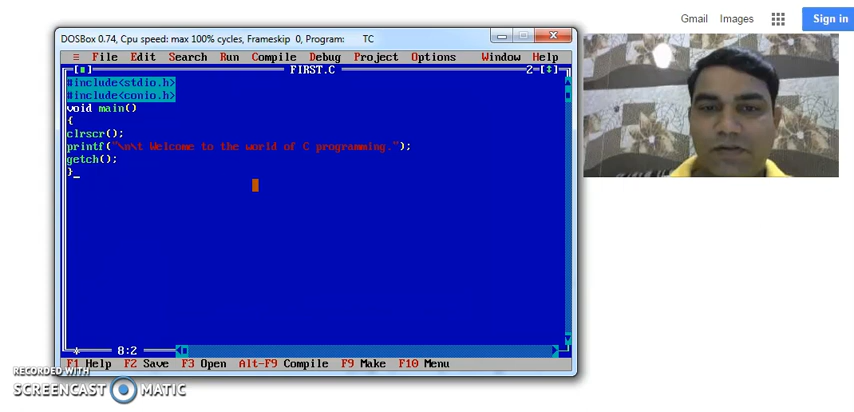 Gmail Images Sign in
DOSBox 0.74, Cpu speed: max 100% cycles, Frameskip 0, Program: TC
≡ File Edit Search Run Compile Debug Project Options Window Help
[■] FIRST.C 2=[↕]
#include<stdio.h>
#include<conio.h>
void main()
{
clrscr();
printf("\n\t Welcome to the world of C programming.");
getch();
}_
* 8:2
F1 Help F2 Save F3 Open Alt-F9 Compile F9 Make F10 Menu
RECORDED WITH
SCREENCAST MATIC